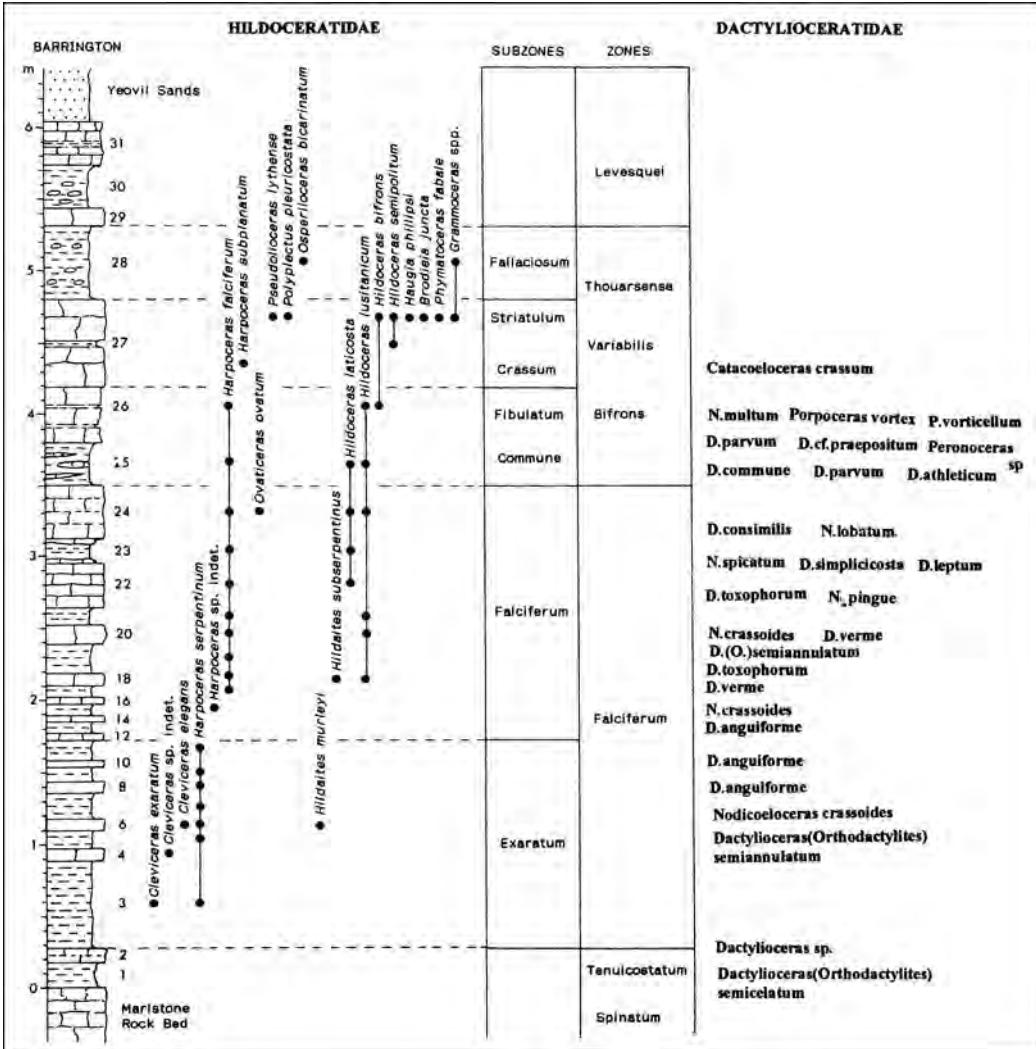 HILDOCERATIDAE
DACTYLIOCERATIDAE
BARRINGTON
SUBZONES
ZONES
m
Yeovil Sands
6
31
30
29
28
5
27
26
4
15
24
23
3
22
20
18
2
16
14
12
10
8
6
1
4
3
2
1
0
Marlstone
Rock Bed
Cleviceras exaratum
Cleviceras sp. indet.
Cleviceras elegans
Harpoceras serpentinum
Harpoceras sp. indet.
Harpoceras falciferum
Harpoceras subplanatum
Ovaticeras ovatum
Pseudolioceras lythense
Polyplectus pleuricostata
Osperlioceras bicarinatum
Hildaites murleyi
Hildaites subserpentinus
Hildoceras laticosta
Hildoceras lusitanicum
Hildoceras bifrons
Hildoceras semipolitum
Haugia phillipsi
Brodieia juncta
Phymatoceras fabale
Grammoceras spp.
Fallaciosum
Striatulum
Crassum
Fibulatum
Commune
Falciferum
Exaratum
Levesquei
Thouarsense
Variabilis
Bifrons
Falciferum
Tenuicostatum
Spinatum
Catacoeloceras crassum
N.multum Porpoceras vortex P.vorticellum
D.parvum D.cf.praepositum Peronoceras sp
D.commune D.parvum D.athleticum
D.consimilis N.lobatum.
N.spicatum D.simplicicosta D.leptum
D.toxophorum N.pingue
N.crassoides D.verme
D.(O.)semiannulatum
D.toxophorum
D.verme
N.crassoides
D.anguiforme
D.anguiforme
D.anguiforme
Nodicoeloceras crassoides
Dactylioceras(Orthodactylites)
semiannulatum
Dactylioceras sp.
Dactylioceras(Orthodactylites)
semicelatum